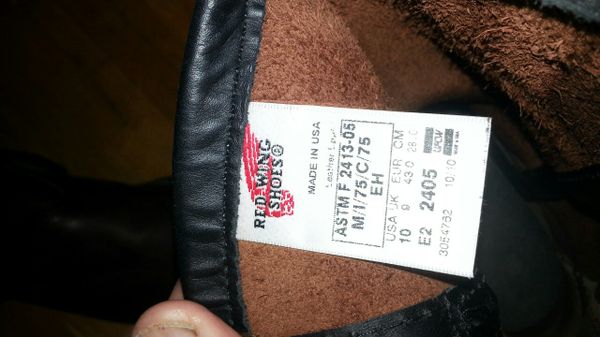 RED WING
SHOES®
MADE IN USA
Leather
ASTM F 2413-05
M/I/75/C/75
EH
USA UK EUR CM
10 9 43.0 28.0
E2 2405
3054732 10/10